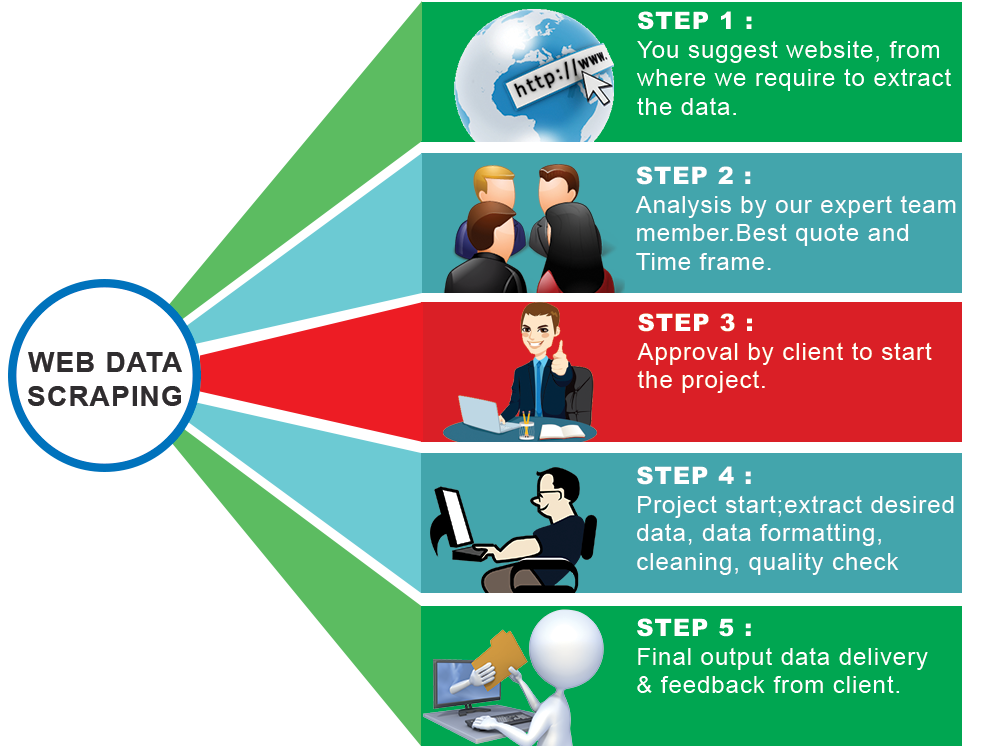 WEB DATA
SCRAPING
STEP 1 :
You suggest website, from
where we require to extract
the data.
http://www.
STEP 2 :
Analysis by our expert team
member.Best quote and
Time frame.
STEP 3 :
Approval by client to start
the project.
STEP 4 :
Project start;extract desired
data, data formatting,
cleaning, quality check
STEP 5 :
Final output data delivery
& feedback from client.